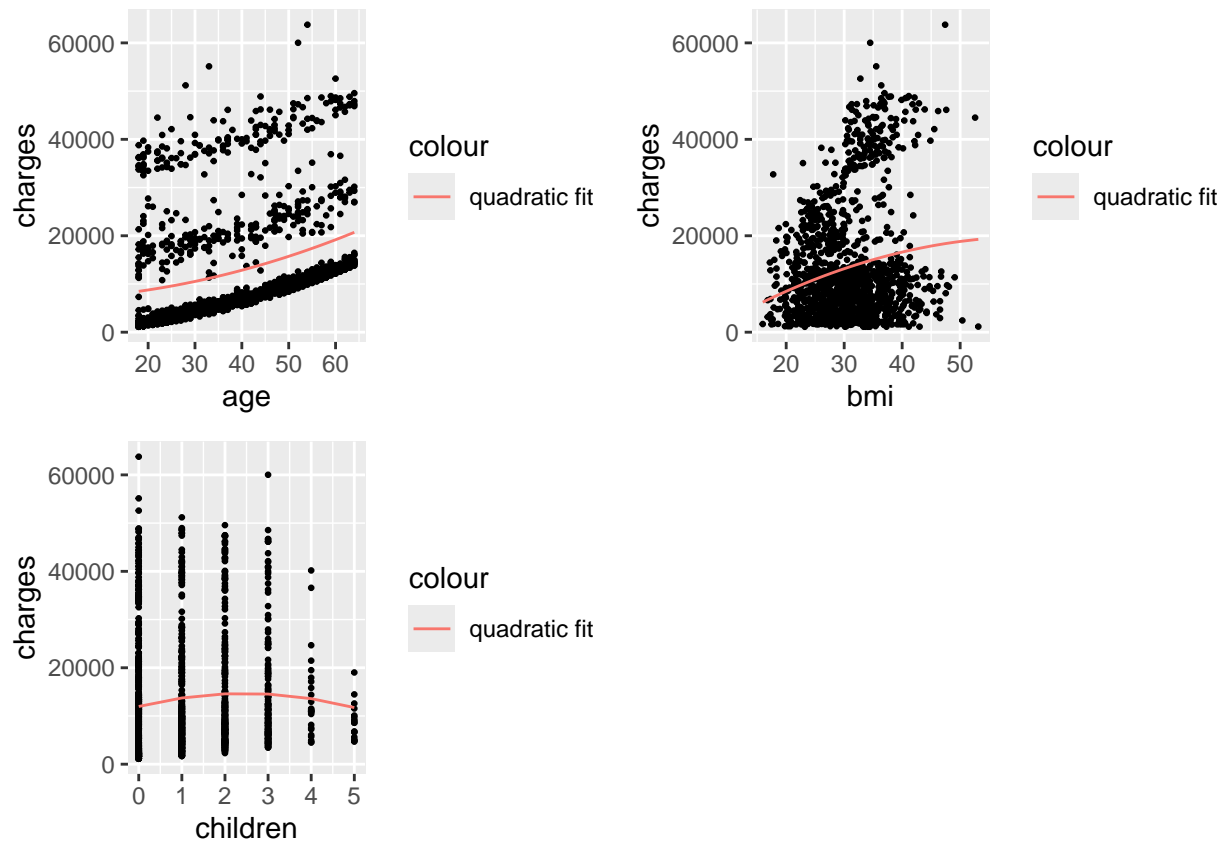 60000
40000
20000
0
charges
20 30 40 50 60
age
colour
quadratic fit
60000
40000
20000
0
charges
20 30 40 50
bmi
colour
quadratic fit
60000
40000
20000
0
charges
0 1 2 3 4 5
children
colour
quadratic fit